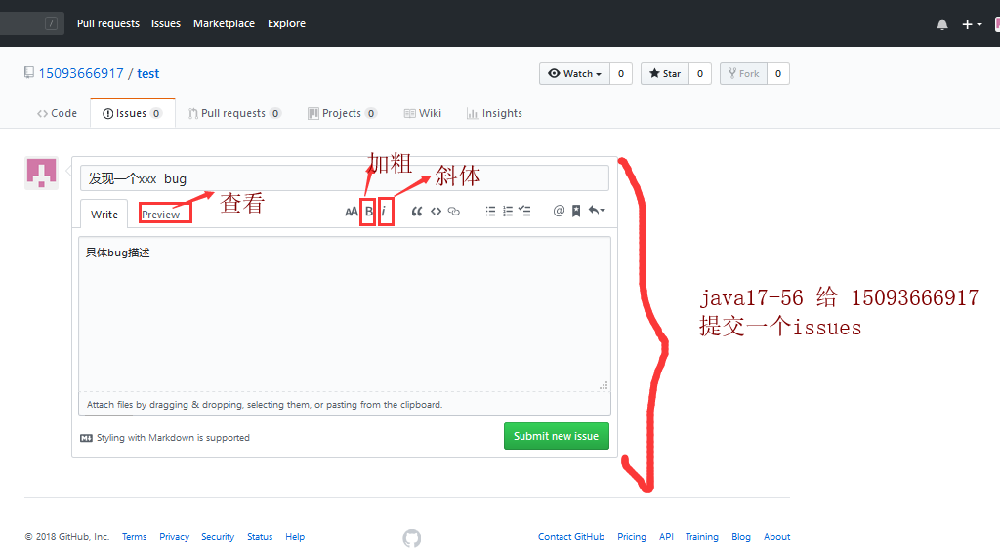 / Pull requests Issues Marketplace Explore
15093666917 / test
Watch 0 Star 0 Fork 0
Code Issues 0 Pull requests 0 Projects 0 Wiki Insights
加粗
斜体
发现一个xxx bug
查看
Write Preview AA B i “ <> @
具体bug描述
java17-56 给 15093666917
提交一个issues
Attach files by dragging & dropping, selecting them, or pasting from the clipboard.
Styling with Markdown is supported
Submit new issue
© 2018 GitHub, Inc. Terms Privacy Security Status Help
Contact GitHub Pricing API Training Blog About